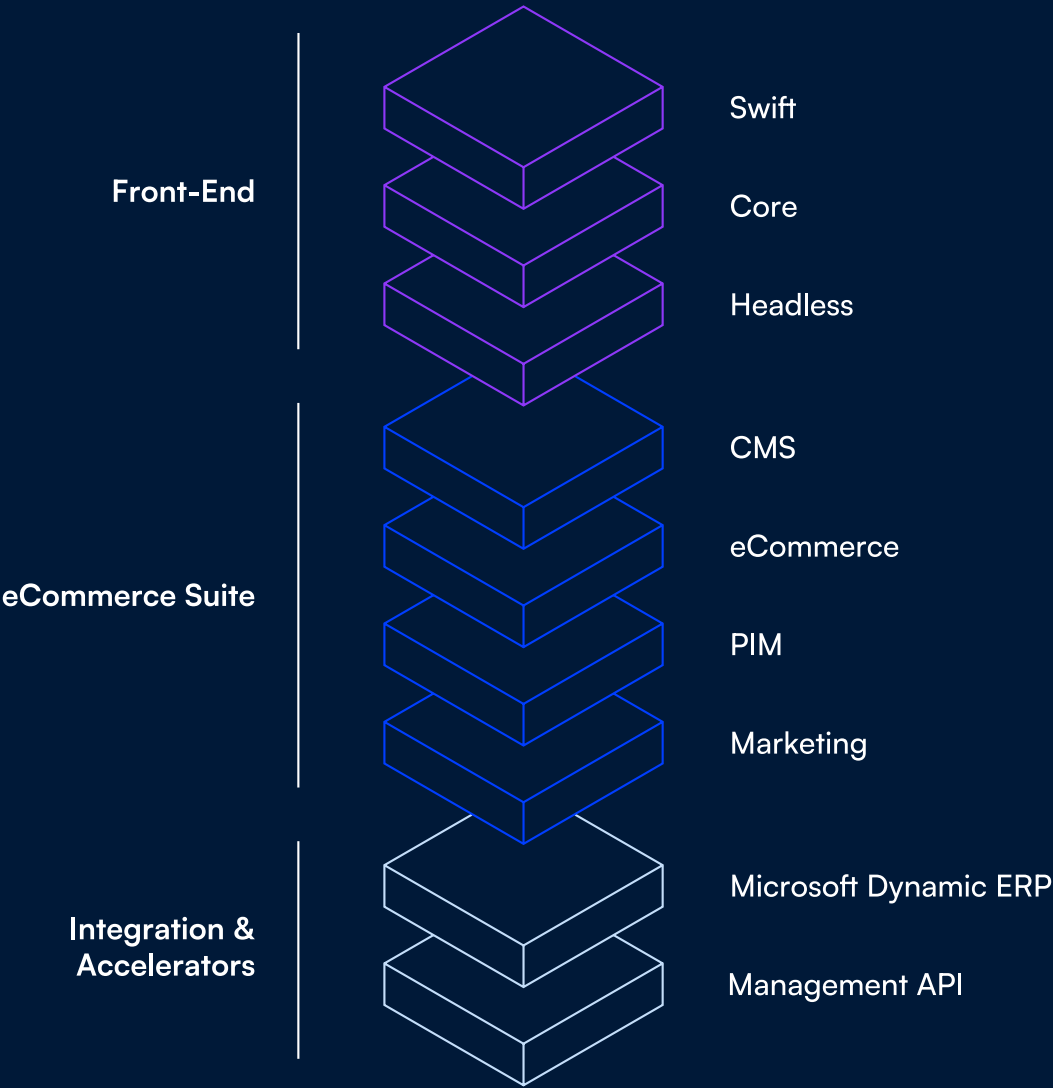 Front-End
Swift
Core
Headless
eCommerce Suite
CMS
eCommerce
PIM
Marketing
Integration &
Accelerators
Microsoft Dynamic ERP
Management API